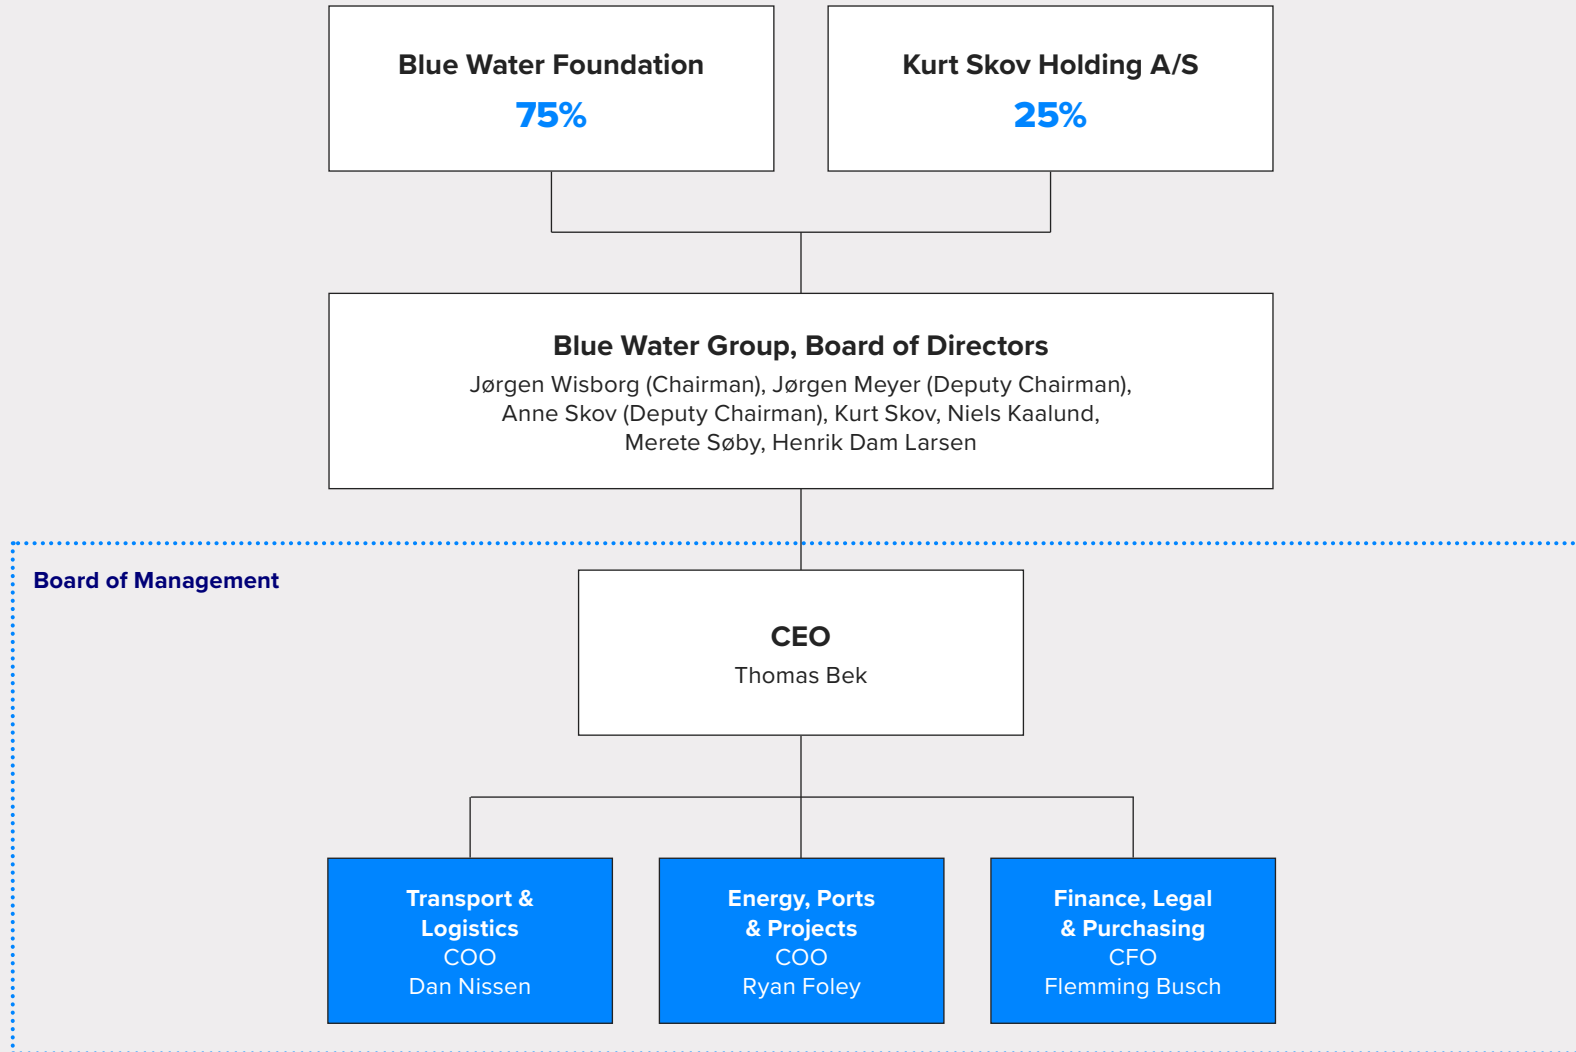 Blue Water Foundation
75%
Kurt Skov Holding A/S
25%
Blue Water Group, Board of Directors
Jørgen Wisborg (Chairman), Jørgen Meyer (Deputy Chairman),
Anne Skov (Deputy Chairman), Kurt Skov, Niels Kaalund,
Merete Søby, Henrik Dam Larsen
Board of Management
CEO
Thomas Bek
Transport &
Logistics
COO
Dan Nissen
Energy, Ports
& Projects
COO
Ryan Foley
Finance, Legal
& Purchasing
CFO
Flemming Busch